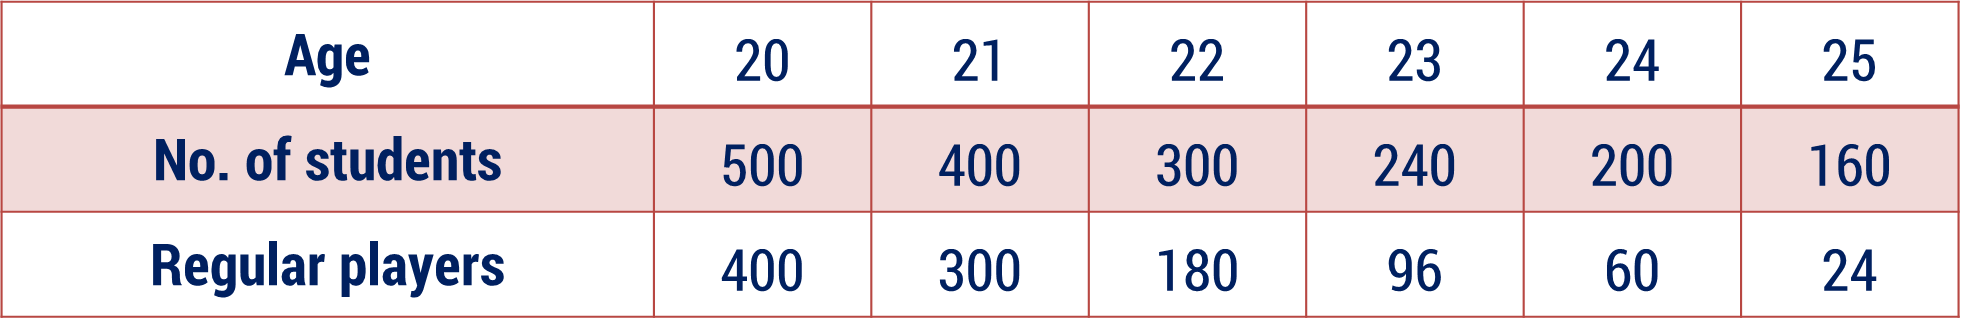 Age 20 21 22 23 24 25
No. of students 500 400 300 240 200 160
Regular players 400 300 180 96 60 24